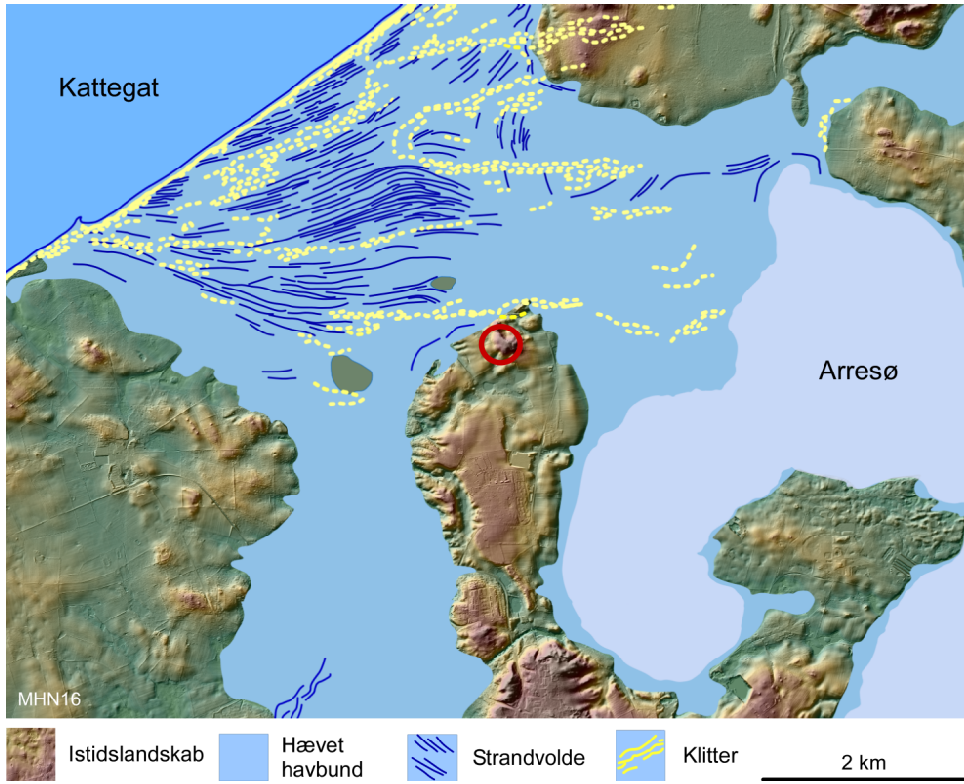 Kattegat
Arresø
MHN16
Istidslandskab
Hævet
havbund
Strandvolde
Klitter
2 km